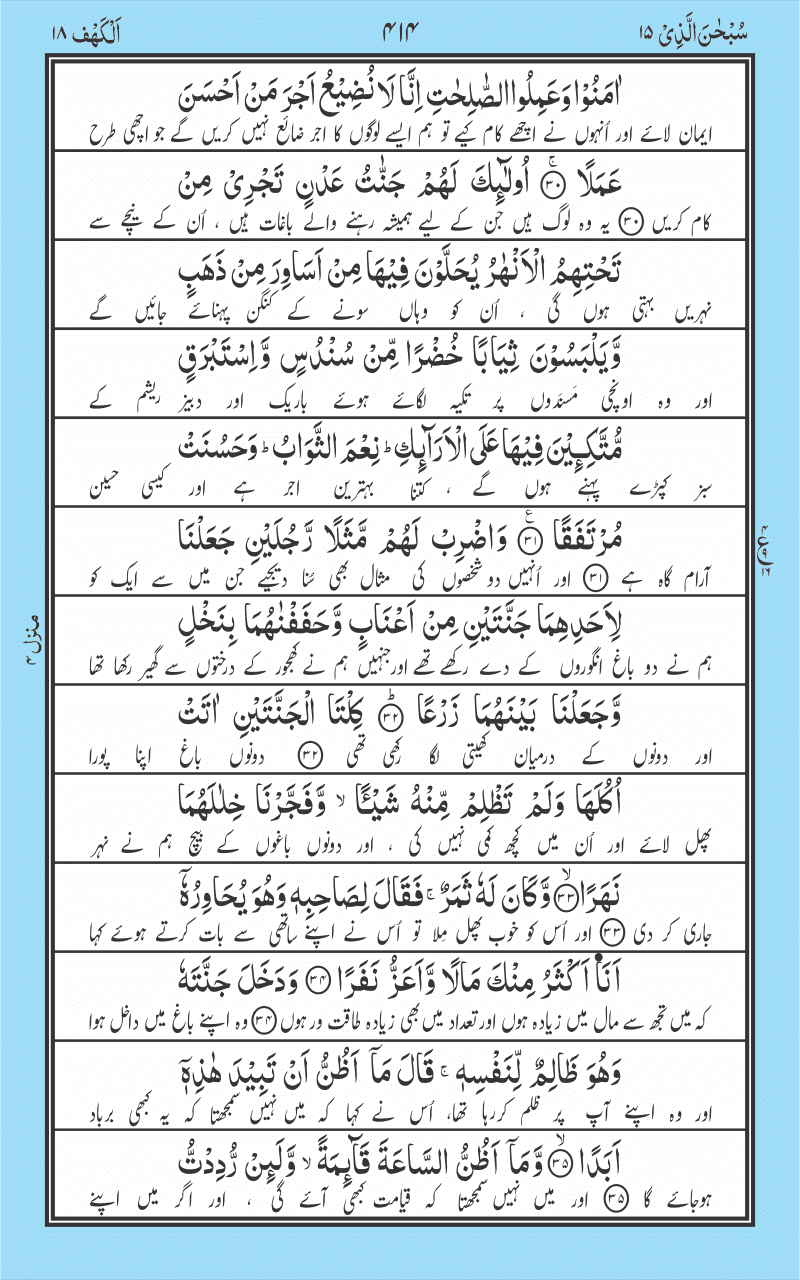 سُبْحٰنَ الَّذِیْ ۱۵
۴۱۴
اَلْکَهْف ۱۸
اٰمَنُوْا وَعَمِلُوا الصّٰلِحٰتِ اِنَّا لَا نُضِیْعُ اَجْرَ مَنْ اَحْسَنَ
ایمان لائے اور اُنہوں نے اچھے کام کیے تو ہم ایسے لوگوں کا اجر ضائع نہیں کریں گے جو اچھی طرح
عَمَلًا ﴿۳۰﴾ۚ اُولٰٓئِكَ لَهُمْ جَنّٰتُ عَدْنٍ تَجْرِیْ مِنْ
کام کریں ﴿۳۰﴾ یہ وہ لوگ ہیں جن کے لیے ہمیشہ رہنے والے باغات ہیں ، اُن کے نیچے سے
تَحْتِهِمُ الْاَنْهٰرُ یُحَلَّوْنَ فِیْهَا مِنْ اَسَاوِرَ مِنْ ذَهَبٍ
نہریں بہتی ہوں گی ، اُن کو وہاں سونے کے کنگن پہنائے جائیں گے
وَّیَلْبَسُوْنَ ثِیَابًا خُضْرًا مِّنْ سُنْدُسٍ وَّاِسْتَبْرَقٍ
اور وہ اونچی مَسندوں پر تکیہ لگائے ہوئے باریک اور دبیز ریشم کے
مُّتَّكِـِٕیْنَ فِیْهَا عَلَی الْاَرَآئِكِ ؕ نِعْمَ الثَّوَابُ ؕ وَحَسُنَتْ
سبز کپڑے پہنے ہوں گے ، کتنا بہترین اجر ہے اور کیسی حسین
مُرْتَفَقًا ﴿۳۱﴾ۧ وَاضْرِبْ لَهُمْ مَّثَلًا رَّجُلَیْنِ جَعَلْنَا
آرام گاہ ہے ﴿۳۱﴾ اور اُنہیں دو شخصوں کی مثال بھی سُنا دیجیے جن میں سے ایک کو
لِاَحَدِهِمَا جَنَّتَیْنِ مِنْ اَعْنَابٍ وَّحَفَفْنٰهُمَا بِنَخْلٍ
ہم نے دو باغ انگوروں کے دے رکھے تھے اور جنہیں ہم نے کھجور کے درختوں سے گھیر رکھا تھا
وَّجَعَلْنَا بَیْنَهُمَا زَرْعًا ﴿۳۲﴾ؕ كِلْتَا الْجَنَّتَیْنِ اٰتَتْ
اور دونوں کے درمیان کھیتی لگا رکھی تھی ﴿۳۲﴾ دونوں باغ اپنا پورا
اُكُلَهَا وَلَمْ تَظْلِمْ مِّنْهُ شَیْـًٔا ۙ وَّفَجَّرْنَا خِلٰلَهُمَا
پھل لائے اور اُن میں کچھ کمی نہیں کی ، اور دونوں باغوں کے بیچ ہم نے نہر
نَهَرًا ﴿۳۳﴾ۙ وَّكَانَ لَهٗ ثَمَرٌ ۚ فَقَالَ لِصَاحِبِهٖ وَهُوَ یُحَاوِرُهٗۤ
جاری کر دی ﴿۳۳﴾ اور اُس کو خوب پھل مِلا تو اُس نے اپنے ساتھی سے بات کرتے ہوئے کہا
اَنَا اَكْثَرُ مِنْكَ مَالًا وَّاَعَزُّ نَفَرًا ﴿۳۴﴾ وَدَخَلَ جَنَّتَهٗ
کہ میں تجھ سے مال میں زیادہ ہوں اور تعداد میں بھی زیادہ طاقت ور ہوں ﴿۳۴﴾ وہ اپنے باغ میں داخل ہوا
وَهُوَ ظَالِمٌ لِّنَفْسِهٖ ۚ قَالَ مَاۤ اَظُنُّ اَنْ تَبِیْدَ هٰذِهٖۤ
اور وہ اپنے آپ پر ظلم کررہا تھا، اُس نے کہا کہ میں نہیں سمجھتا کہ یہ کبھی برباد
اَبَدًا ﴿۳۵﴾ۙ وَّمَاۤ اَظُنُّ السَّاعَةَ قَآئِمَةً ۙ وَّلَئِنْ رُّدِدْتُّ
ہوجائے گا ﴿۳۵﴾ اور میں نہیں سمجھتا کہ قیامت کبھی آئے گی ، اور اگر میں اپنے
منزل ۴